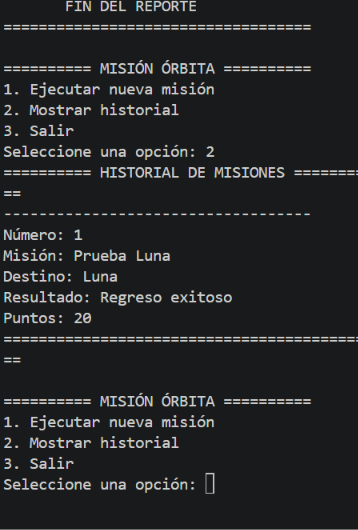 FIN DEL REPORTE
===================================
========== MISIÓN ÓRBITA ==========
1. Ejecutar nueva misión
2. Mostrar historial
3. Salir
Seleccione una opción: 2
========== HISTORIAL DE MISIONES ========
==
-----------------------------------
Número: 1
Misión: Prueba Luna
Destino: Luna
Resultado: Regreso exitoso
Puntos: 20
=========================================
==
========== MISIÓN ÓRBITA ==========
1. Ejecutar nueva misión
2. Mostrar historial
3. Salir
Seleccione una opción: